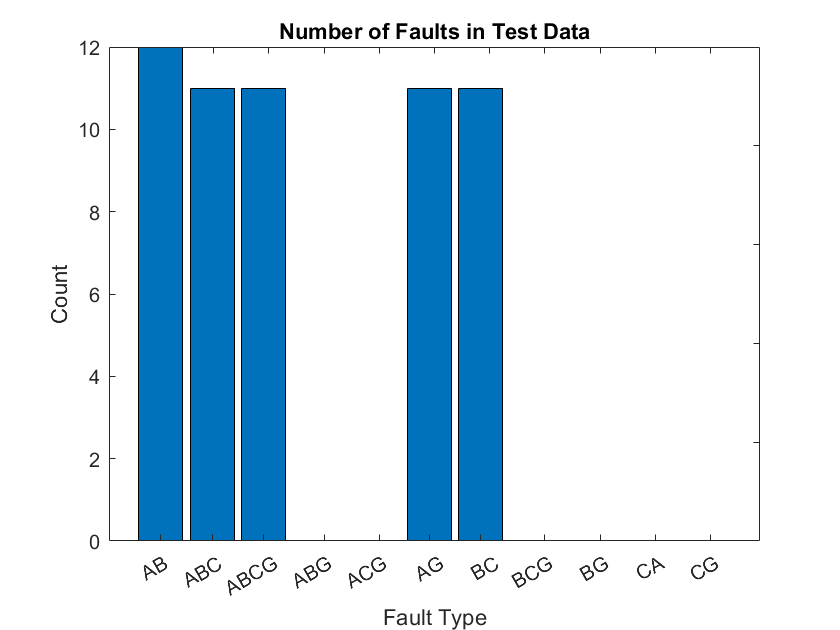 Number of Faults in Test Data
12
10
8
6
4
2
0
Count
AB ABC ABCG ABG ACG AG BC BCG BG CA CG
Fault Type